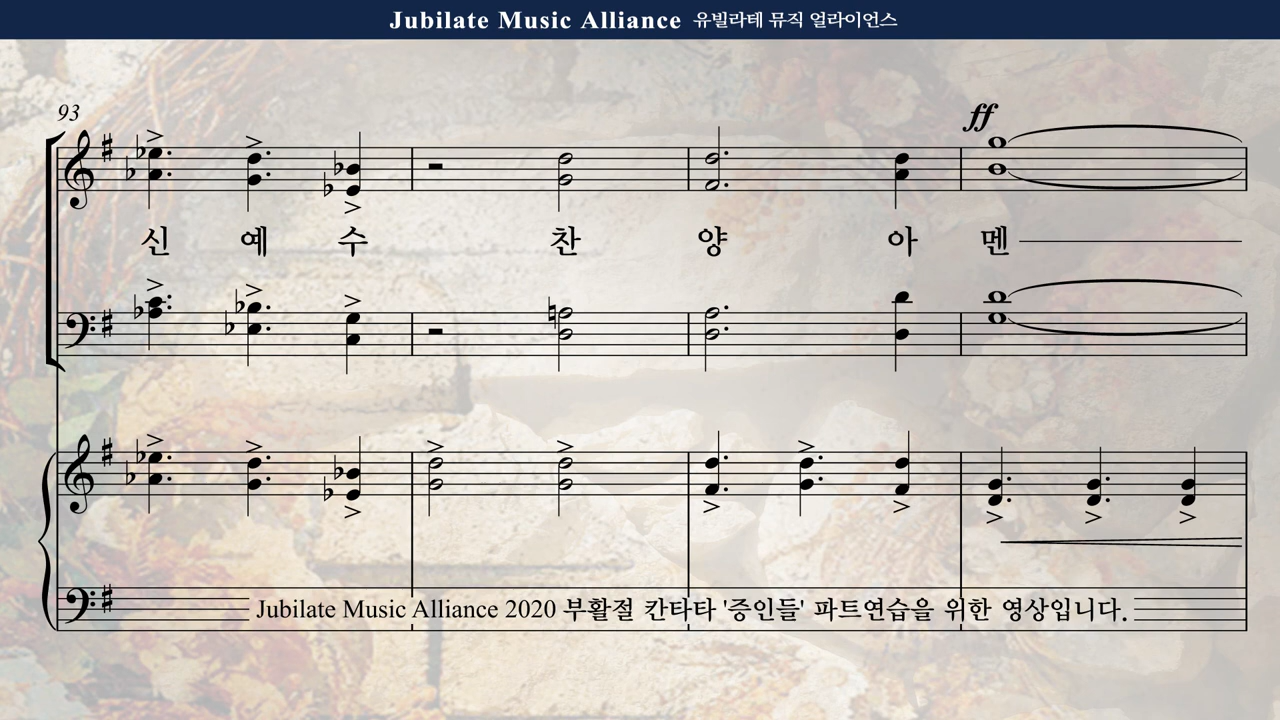 Jubilate Music Alliance 유빌라테 뮤직 얼라이언스
93
ff
신 예 수 찬 양 아 멘
Jubilate Music Alliance 2020 부활절 칸타타 '증인들' 파트연습을 위한 영상입니다.